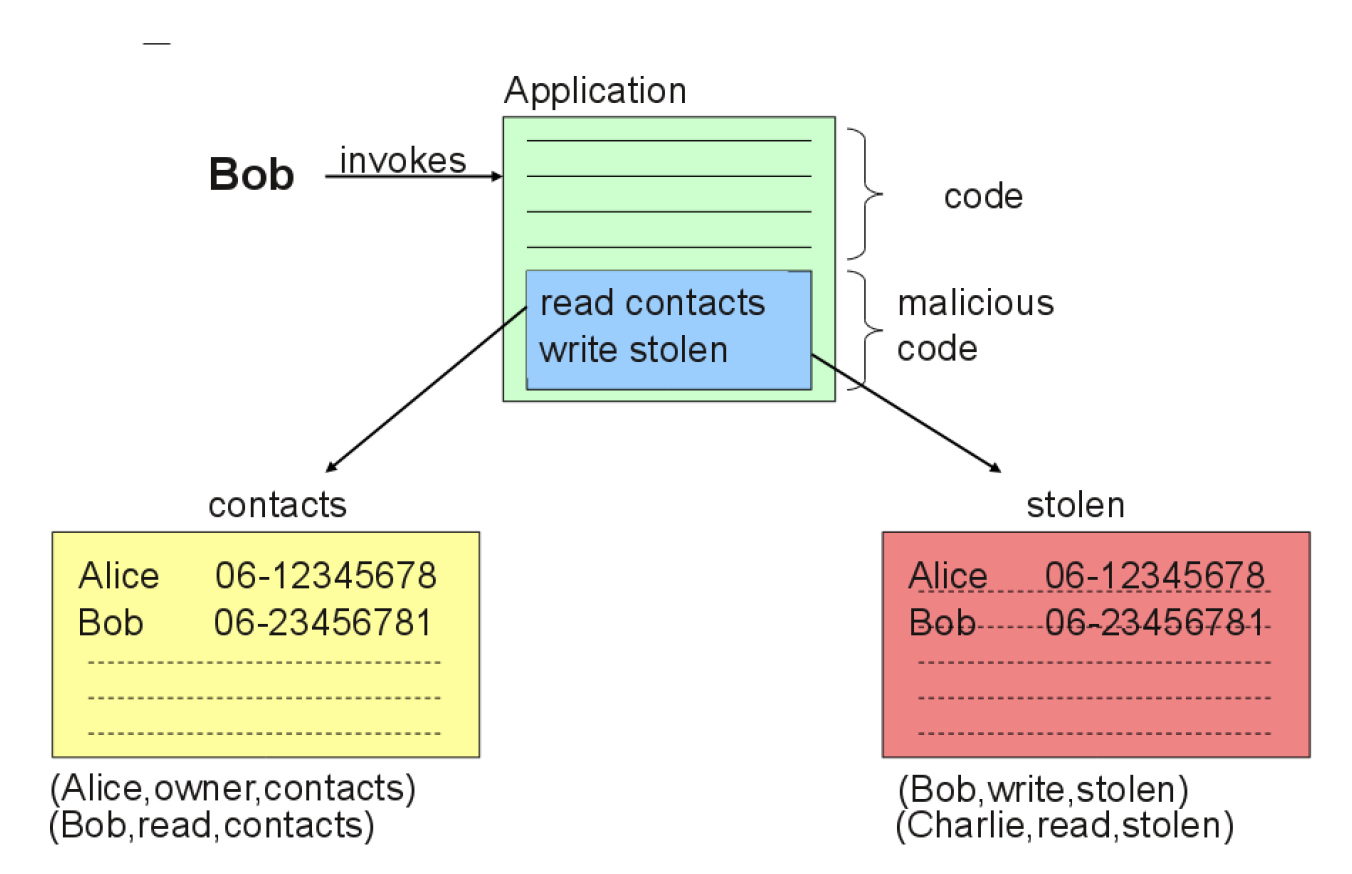 Application
Bob
invokes
code
read contacts
write stolen
malicious
code
contacts
Alice 06-12345678
Bob 06-23456781
(Alice,owner,contacts)
(Bob,read,contacts)
stolen
Alice 06-12345678
Bob 06-23456781
(Bob,write,stolen)
(Charlie,read,stolen)